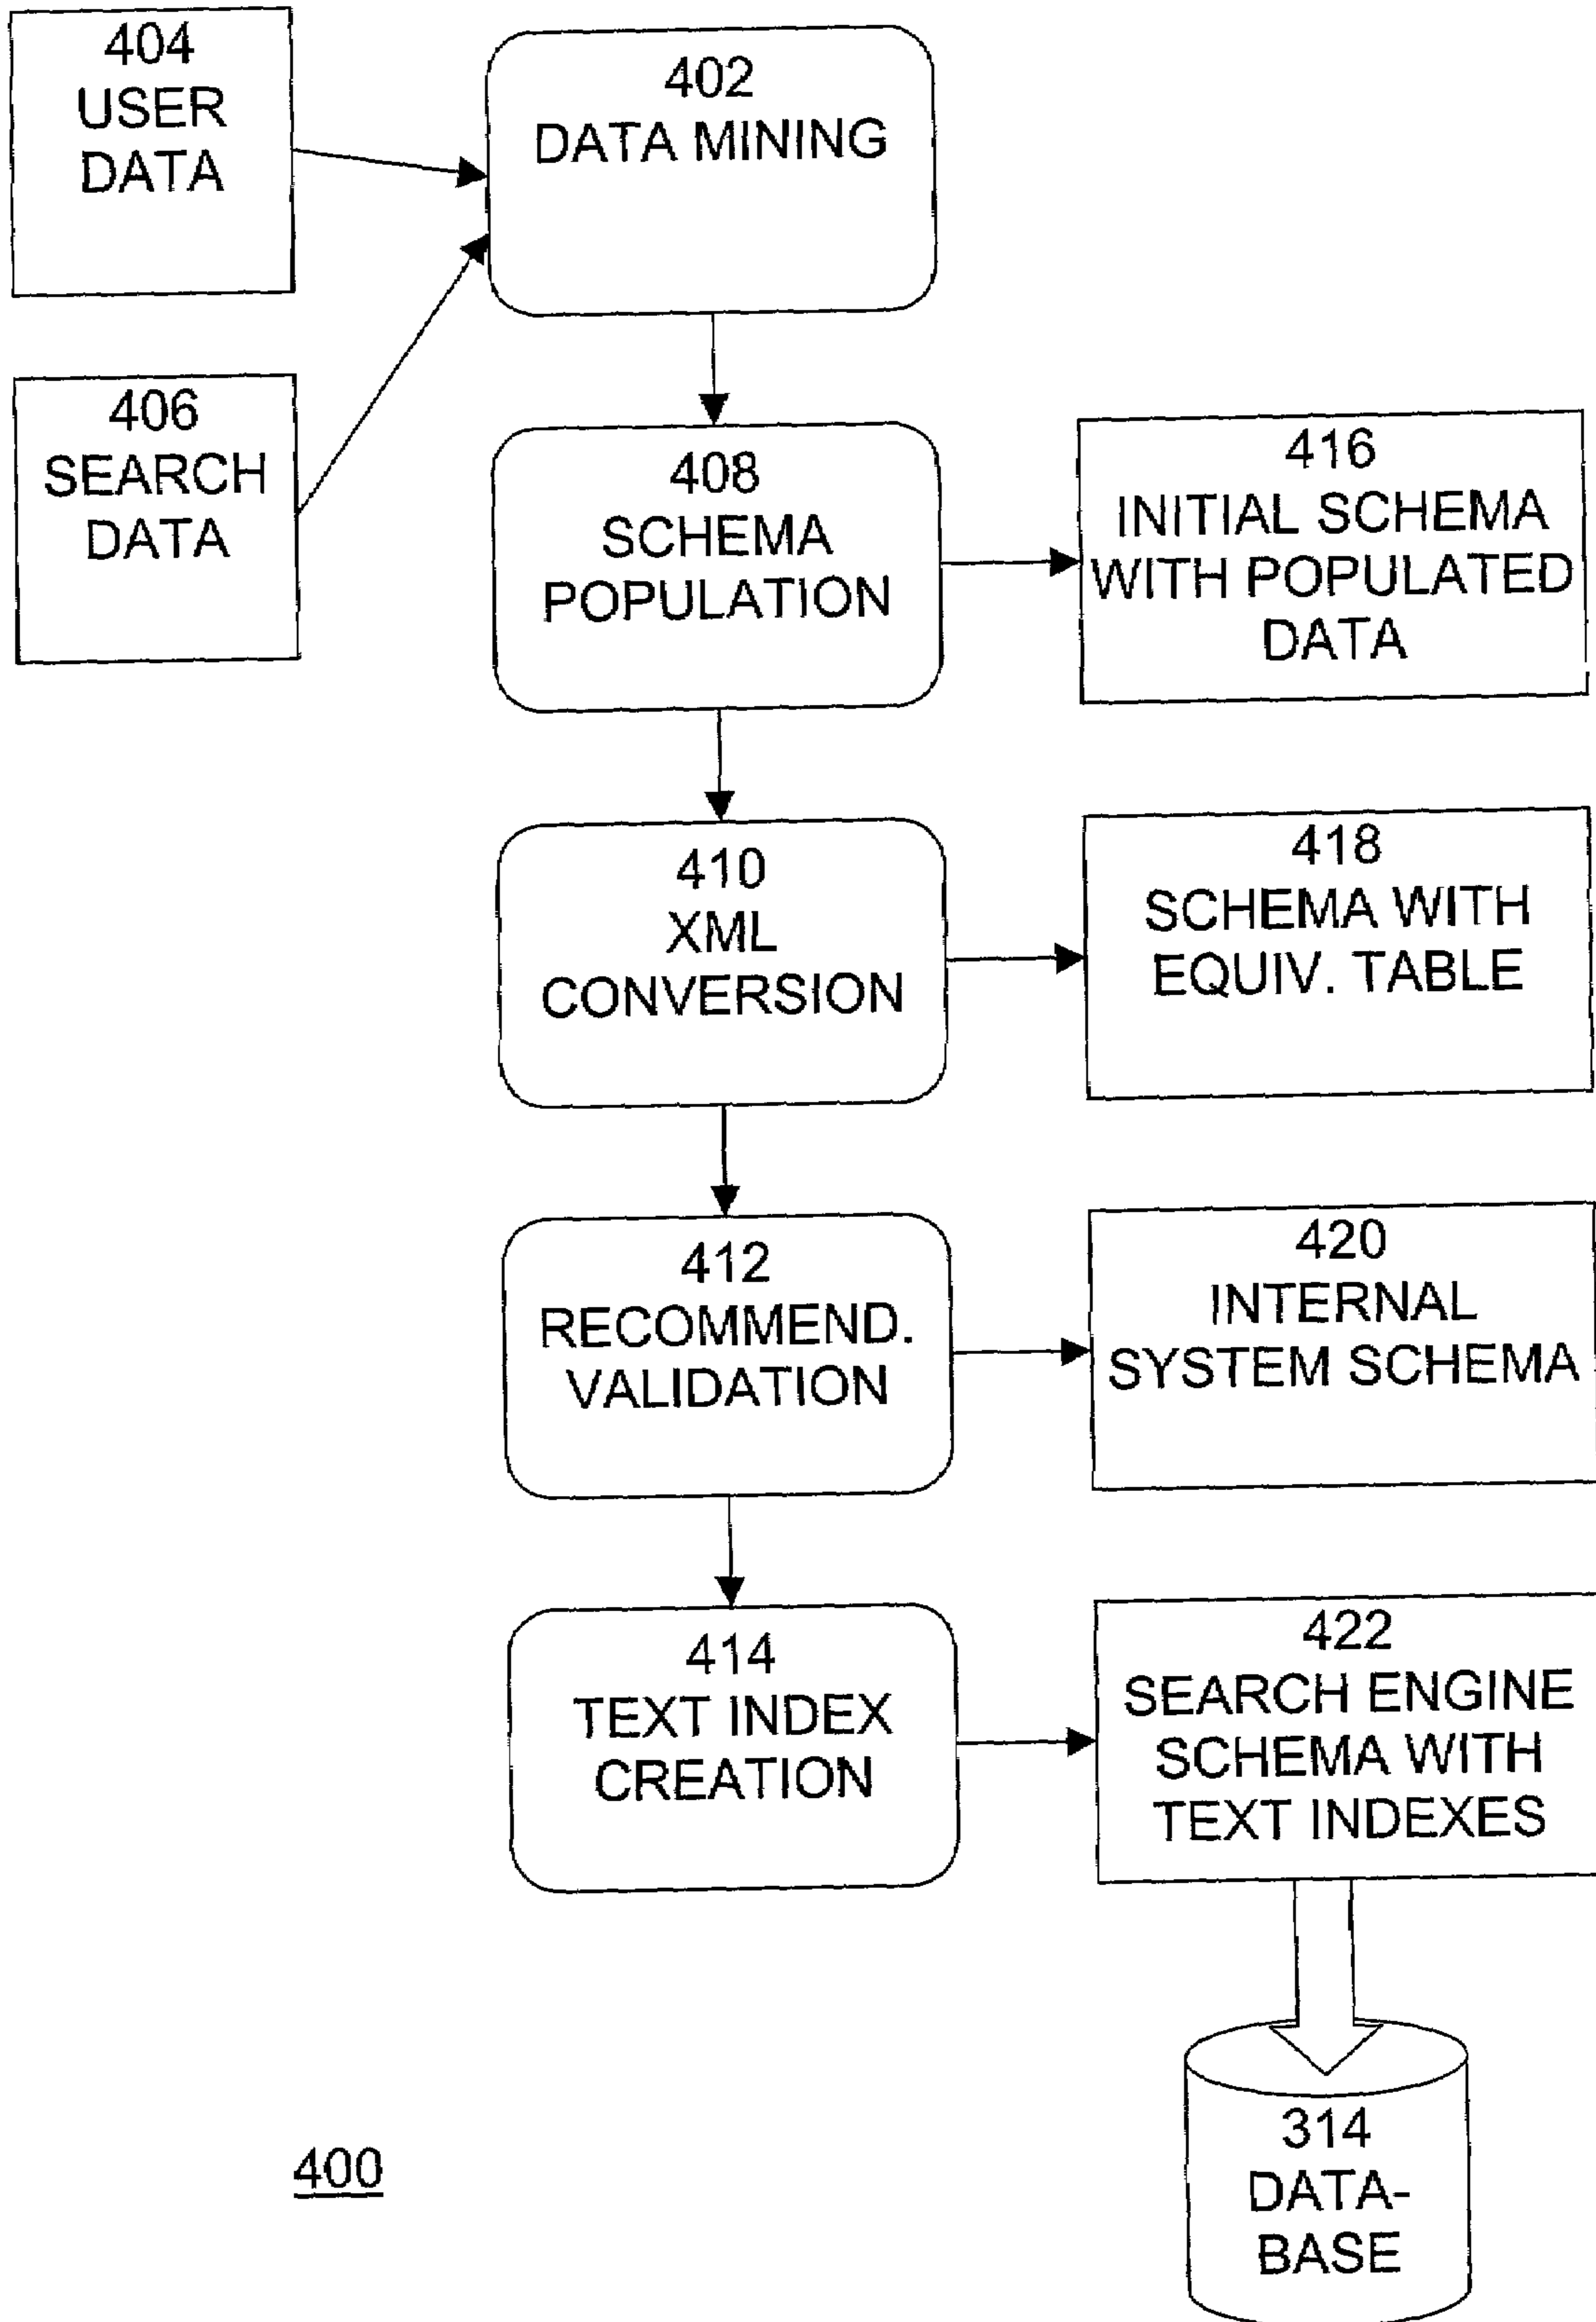 404
USER
DATA
402
DATA MINING
406
SEARCH
DATA
408
SCHEMA
POPULATION
416
INITIAL SCHEMA
WITH POPULATED
DATA
410
XML
CONVERSION
418
SCHEMA WITH
EQUIV. TABLE
412
RECOMMEND.
VALIDATION
420
INTERNAL
SYSTEM SCHEMA
414
TEXT INDEX
CREATION
422
SEARCH ENGINE
SCHEMA WITH
TEXT INDEXES
400
314
DATA-
BASE